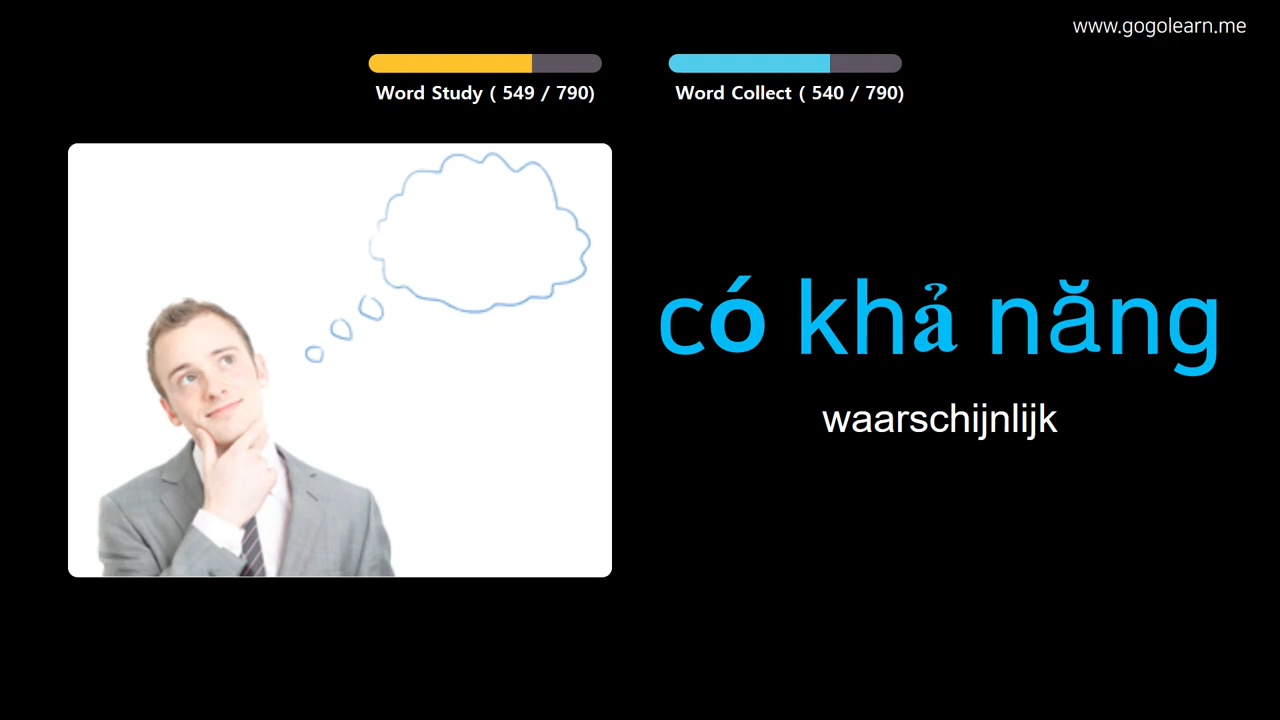 www.gogolearn.me
Word Study ( 549 / 790)
Word Collect ( 540 / 790)
có khả năng
waarschijnlijk